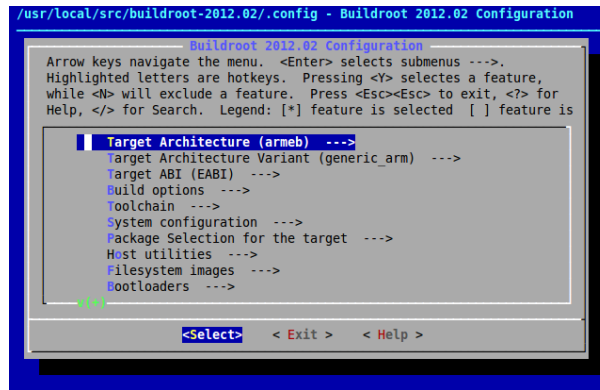 /usr/local/src/buildroot-2012.02/.config - Buildroot 2012.02 Configuration
Buildroot 2012.02 Configuration
Arrow keys navigate the menu. <Enter> selects submenus --->.
Highlighted letters are hotkeys. Pressing <Y> selectes a feature,
while <N> will exclude a feature. Press <Esc><Esc> to exit, <?> for
Help, </> for Search. Legend: [*] feature is selected [ ] feature is
Target Architecture (armeb) --->
Target Architecture Variant (generic_arm) --->
Target ABI (EABI) --->
Build options --->
Toolchain --->
System configuration --->
Package Selection for the target --->
Host utilities --->
Filesystem images --->
Bootloaders --->
v(+)
<Select> < Exit > < Help >